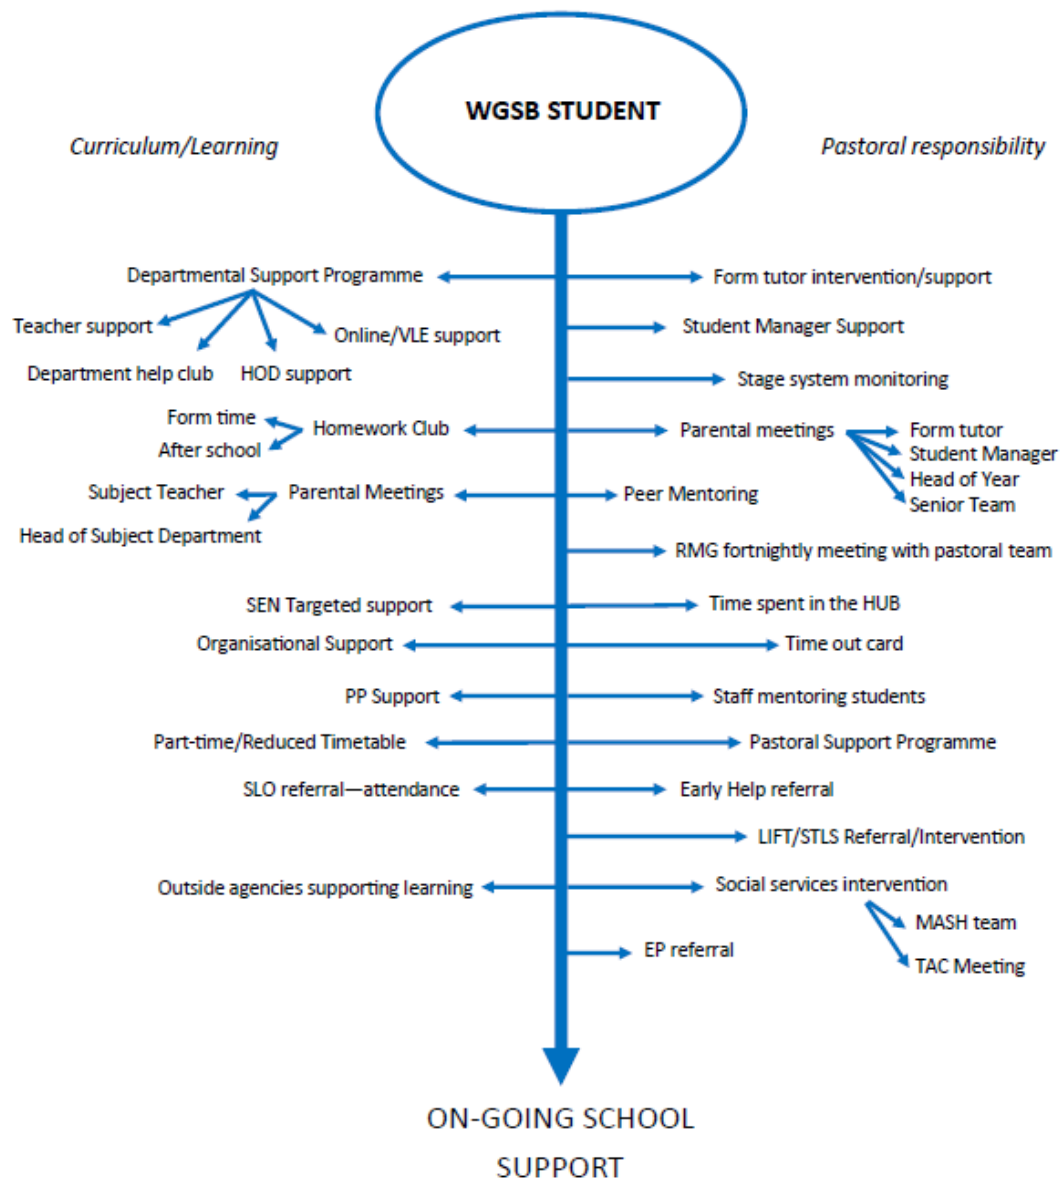 WGSB STUDENT
Curriculum/Learning
Pastoral responsibility
Departmental Support Programme
Form tutor intervention/support
Teacher support
Online/VLE support
Student Manager Support
Department help club
HOD support
Stage system monitoring
Form time
After school
Homework Club
Parental meetings
Form tutor
Student Manager
Head of Year
Senior Team
Subject Teacher
Parental Meetings
Peer Mentoring
Head of Subject Department
RMG fortnightly meeting with pastoral team
SEN Targeted support
Time spent in the HUB
Organisational Support
Time out card
PP Support
Staff mentoring students
Part-time/Reduced Timetable
Pastoral Support Programme
SLO referral—attendance
Early Help referral
LIFT/STLS Referral/Intervention
Outside agencies supporting learning
Social services intervention
MASH team
EP referral
TAC Meeting
ON-GOING SCHOOL
SUPPORT